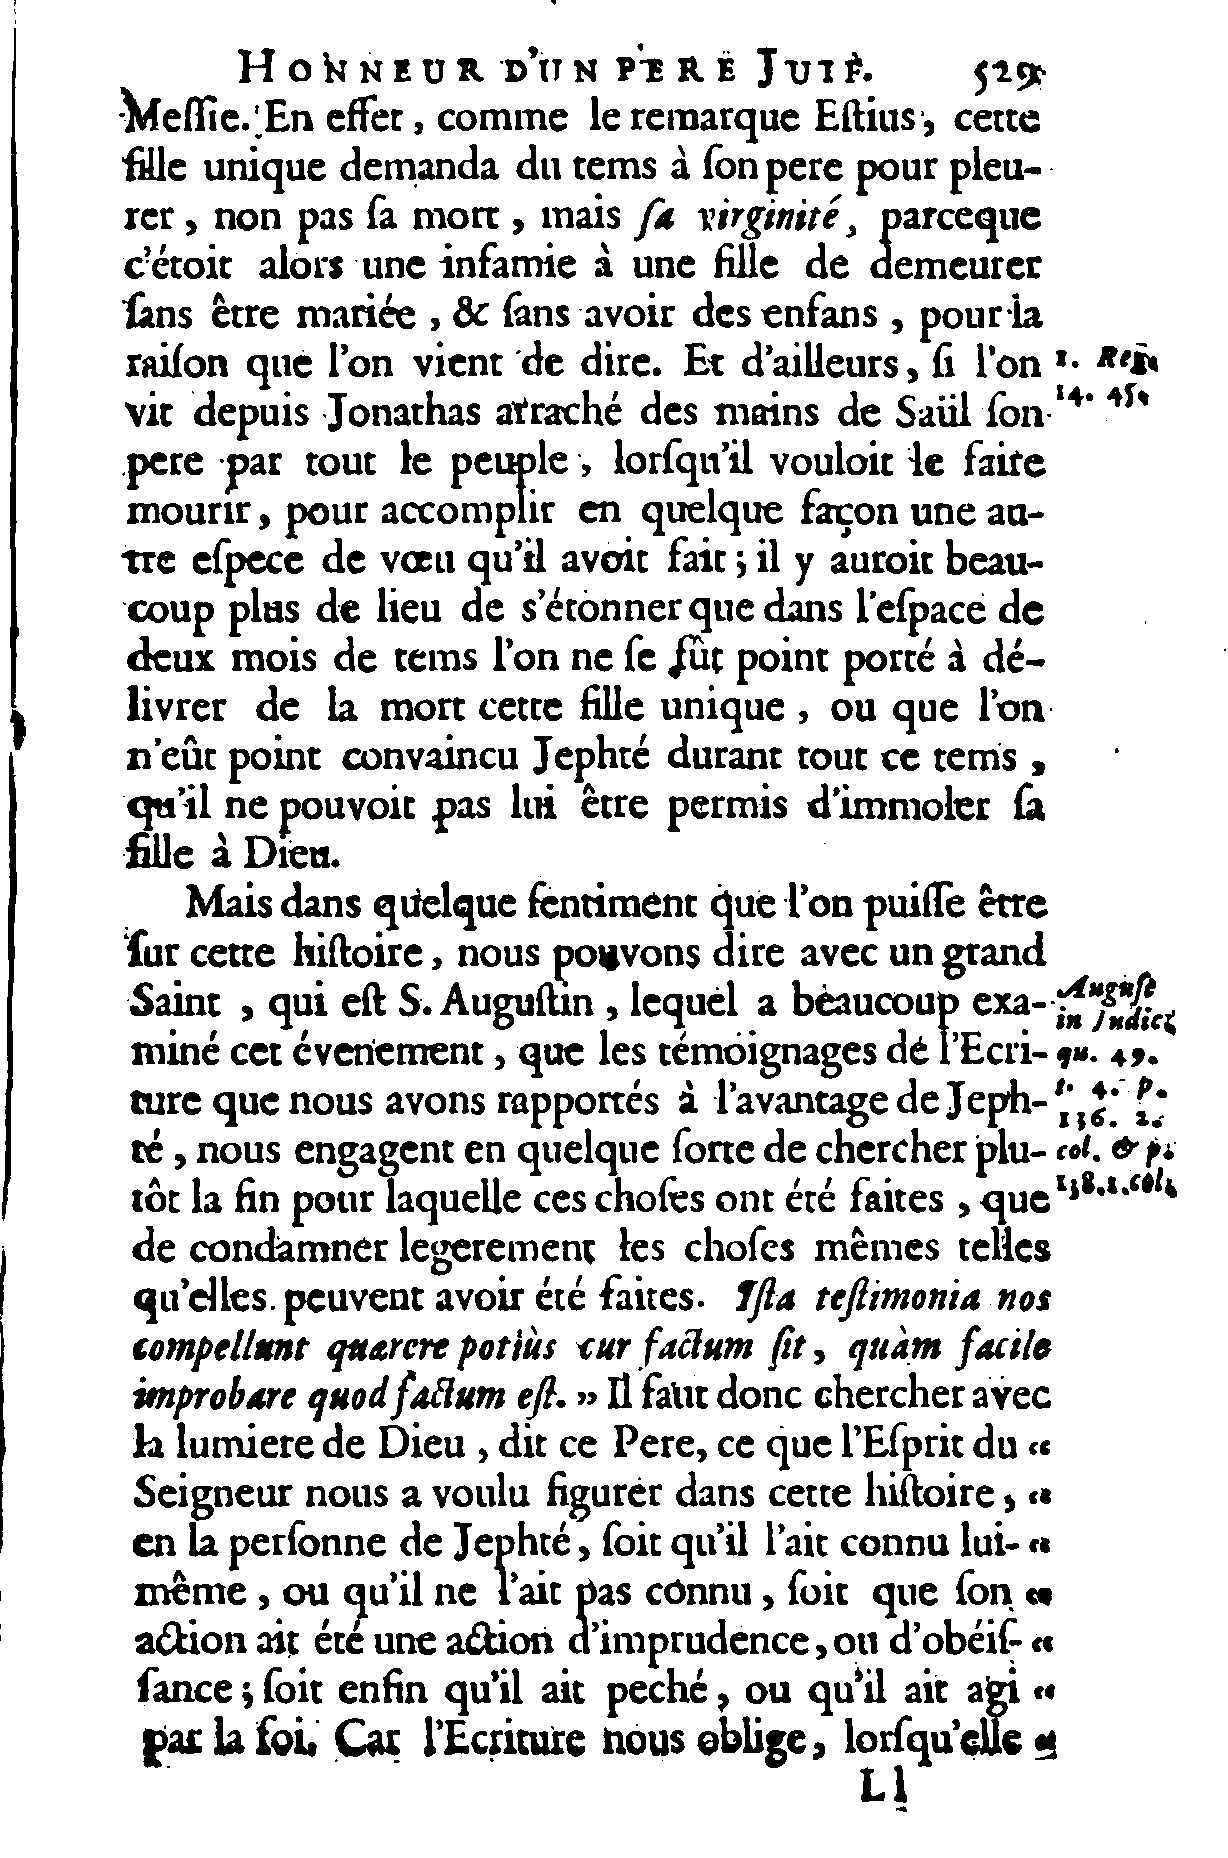 HONNEUR D'UN PERE JUIF. 529
Messie. En effet, comme le remarque Estius, cette
fille unique demanda du tems à ſon pere pour pleu-
rer, non pas ſa mort, mais ſa virginité, parceque
c'étoit alors une infamie à une fille de demeurer
ſans être mariée, & ſans avoir des enfans, pour la
raiſon que l'on vient de dire. Et d'ailleurs, ſi l'on
vit depuis Jonathas arraché des mains de Saül ſon
pere par tout le peuple, lorſqu'il vouloit le faire
mourir, pour accomplir en quelque façon une au-
tre eſpece de vœu qu'il avoit fait; il y auroit beau-
coup plus de lieu de s'étonner que dans l'eſpace de
deux mois de tems l'on ne ſe fût point porté à dé-
livrer de la mort cette fille unique, ou que l'on
n'eût point convaincu Jephté durant tout ce tems,
qu'il ne pouvoit pas lui être permis d'immoler ſa
fille à Dieu.
Mais dans quelque ſentiment que l'on puiſſe être
ſur cette hiſtoire, nous pouvons dire avec un grand
Saint, qui eſt S. Auguſtin, lequel a beaucoup exa-
miné cet évenement, que les témoignages de l'Ecri-
ture que nous avons rapportés à l'avantage de Jeph-
té, nous engagent en quelque ſorte de chercher plu-
tôt la fin pour laquelle ces choſes ont été faites, que
de condamner legerement les choſes mêmes telles
qu'elles peuvent avoir été faites. Iſta teſtimonia nos
compellunt quærere potiùs cur factum ſit, quàm facile
improbare quod factum eſt. » Il faut donc chercher avec
la lumiere de Dieu, dit ce Pere, ce que l'Eſprit du «
Seigneur nous a voulu figurer dans cette hiſtoire, «
en la perſonne de Jephté, ſoit qu'il l'ait connu lui- «
même, ou qu'il ne l'ait pas connu, ſoit que ſon «
action ait été une action d'imprudence, ou d'obéiſ- «
ſance; ſoit enfin qu'il ait peché, ou qu'il ait agi «
par la foi. Car l'Ecriture nous oblige, lorſqu'elle «
Ll
1. Reg.
14. 45.
Auguſt
in Judic.
qu. 49.
t. 4. p.
136. 2.
col. & p.
138. 1. col.